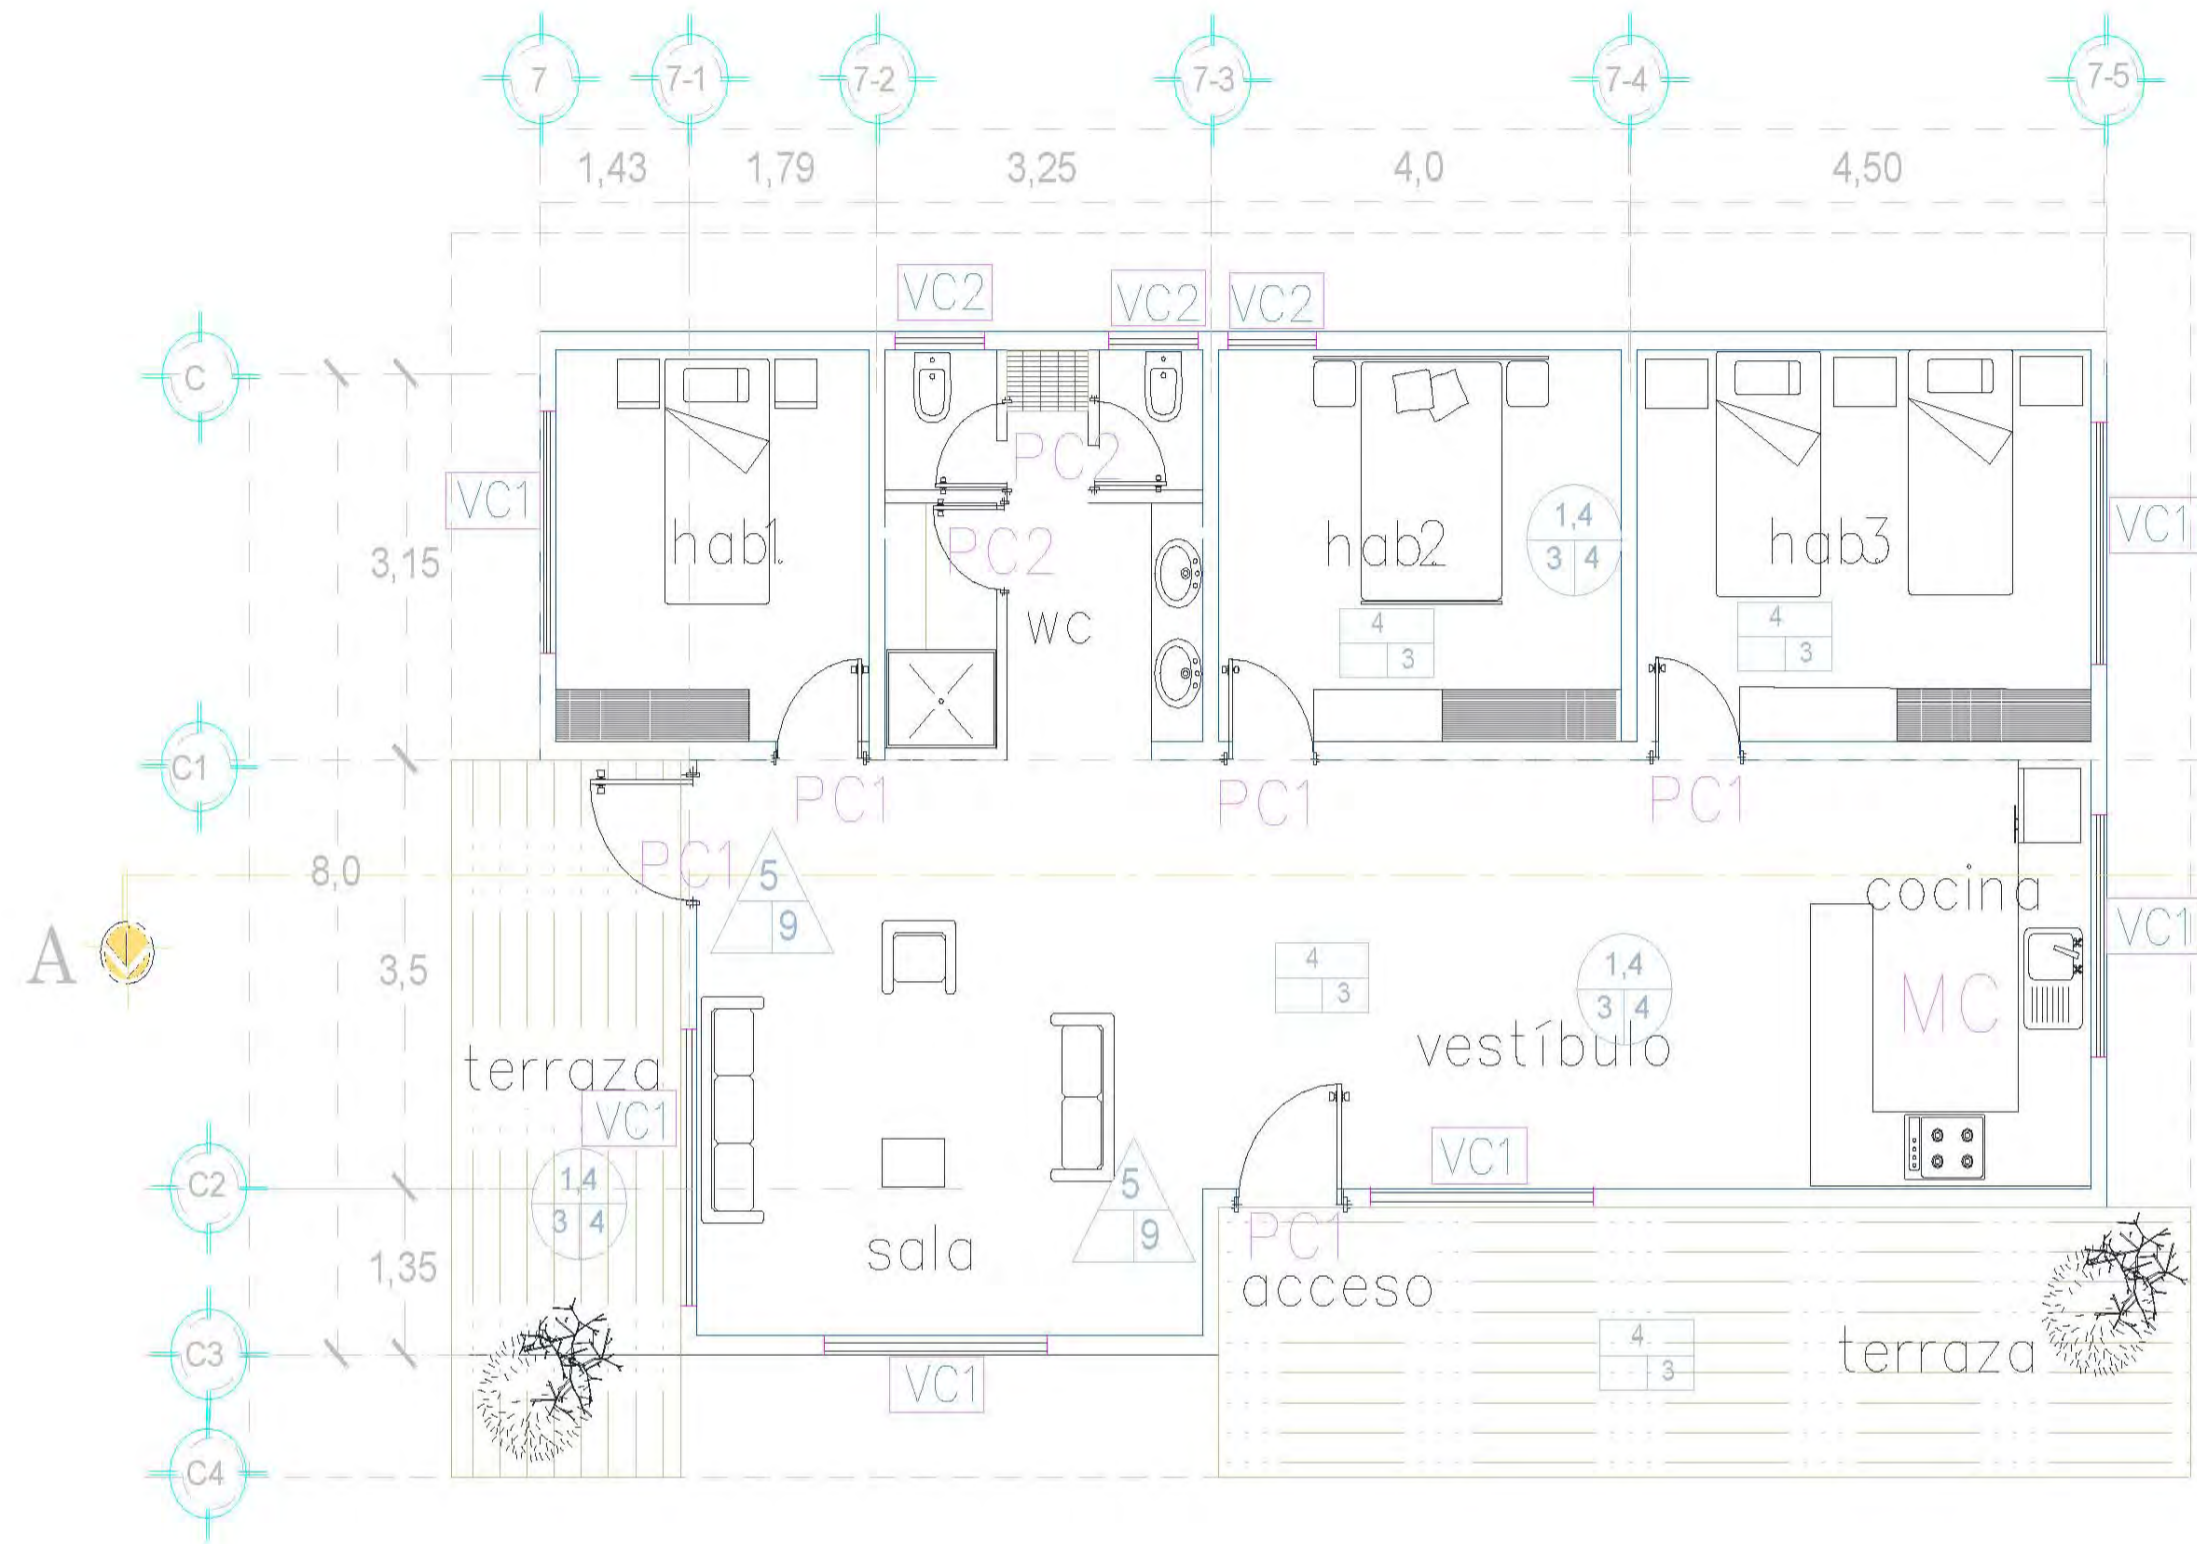 7 7-1 7-2 7-3 7-4 7-5
1,43 1,79 3,25 4,0 4,50
VC2 VC2 VC2
C
PC2
VC1
VC1
1,4
3 4
hab1.
hab2.
hab3
PC2
3,15
wc
4
3
4
3
C1
PC1 PC1 PC1
PC1
5
9
8,0
cocina
VC1
A
3,5
4
3
1,4
3 4
MC
vestíbulo
terraza
VC1
VC1
C2
1,4
3 4
5
9
sala
PC1
1,35
acceso
C3
4
3
terraza
VC1
C4